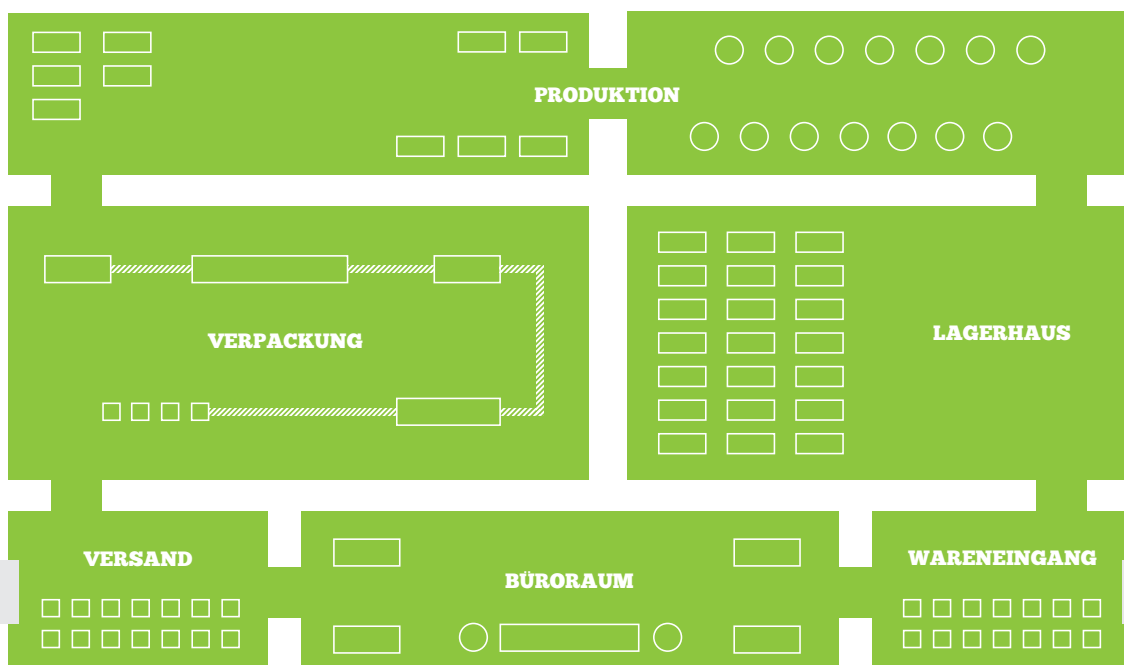 PRODUKTION
VERPACKUNG
LAGERHAUS
VERSAND
BÜRORAUM
WARENEINGANG